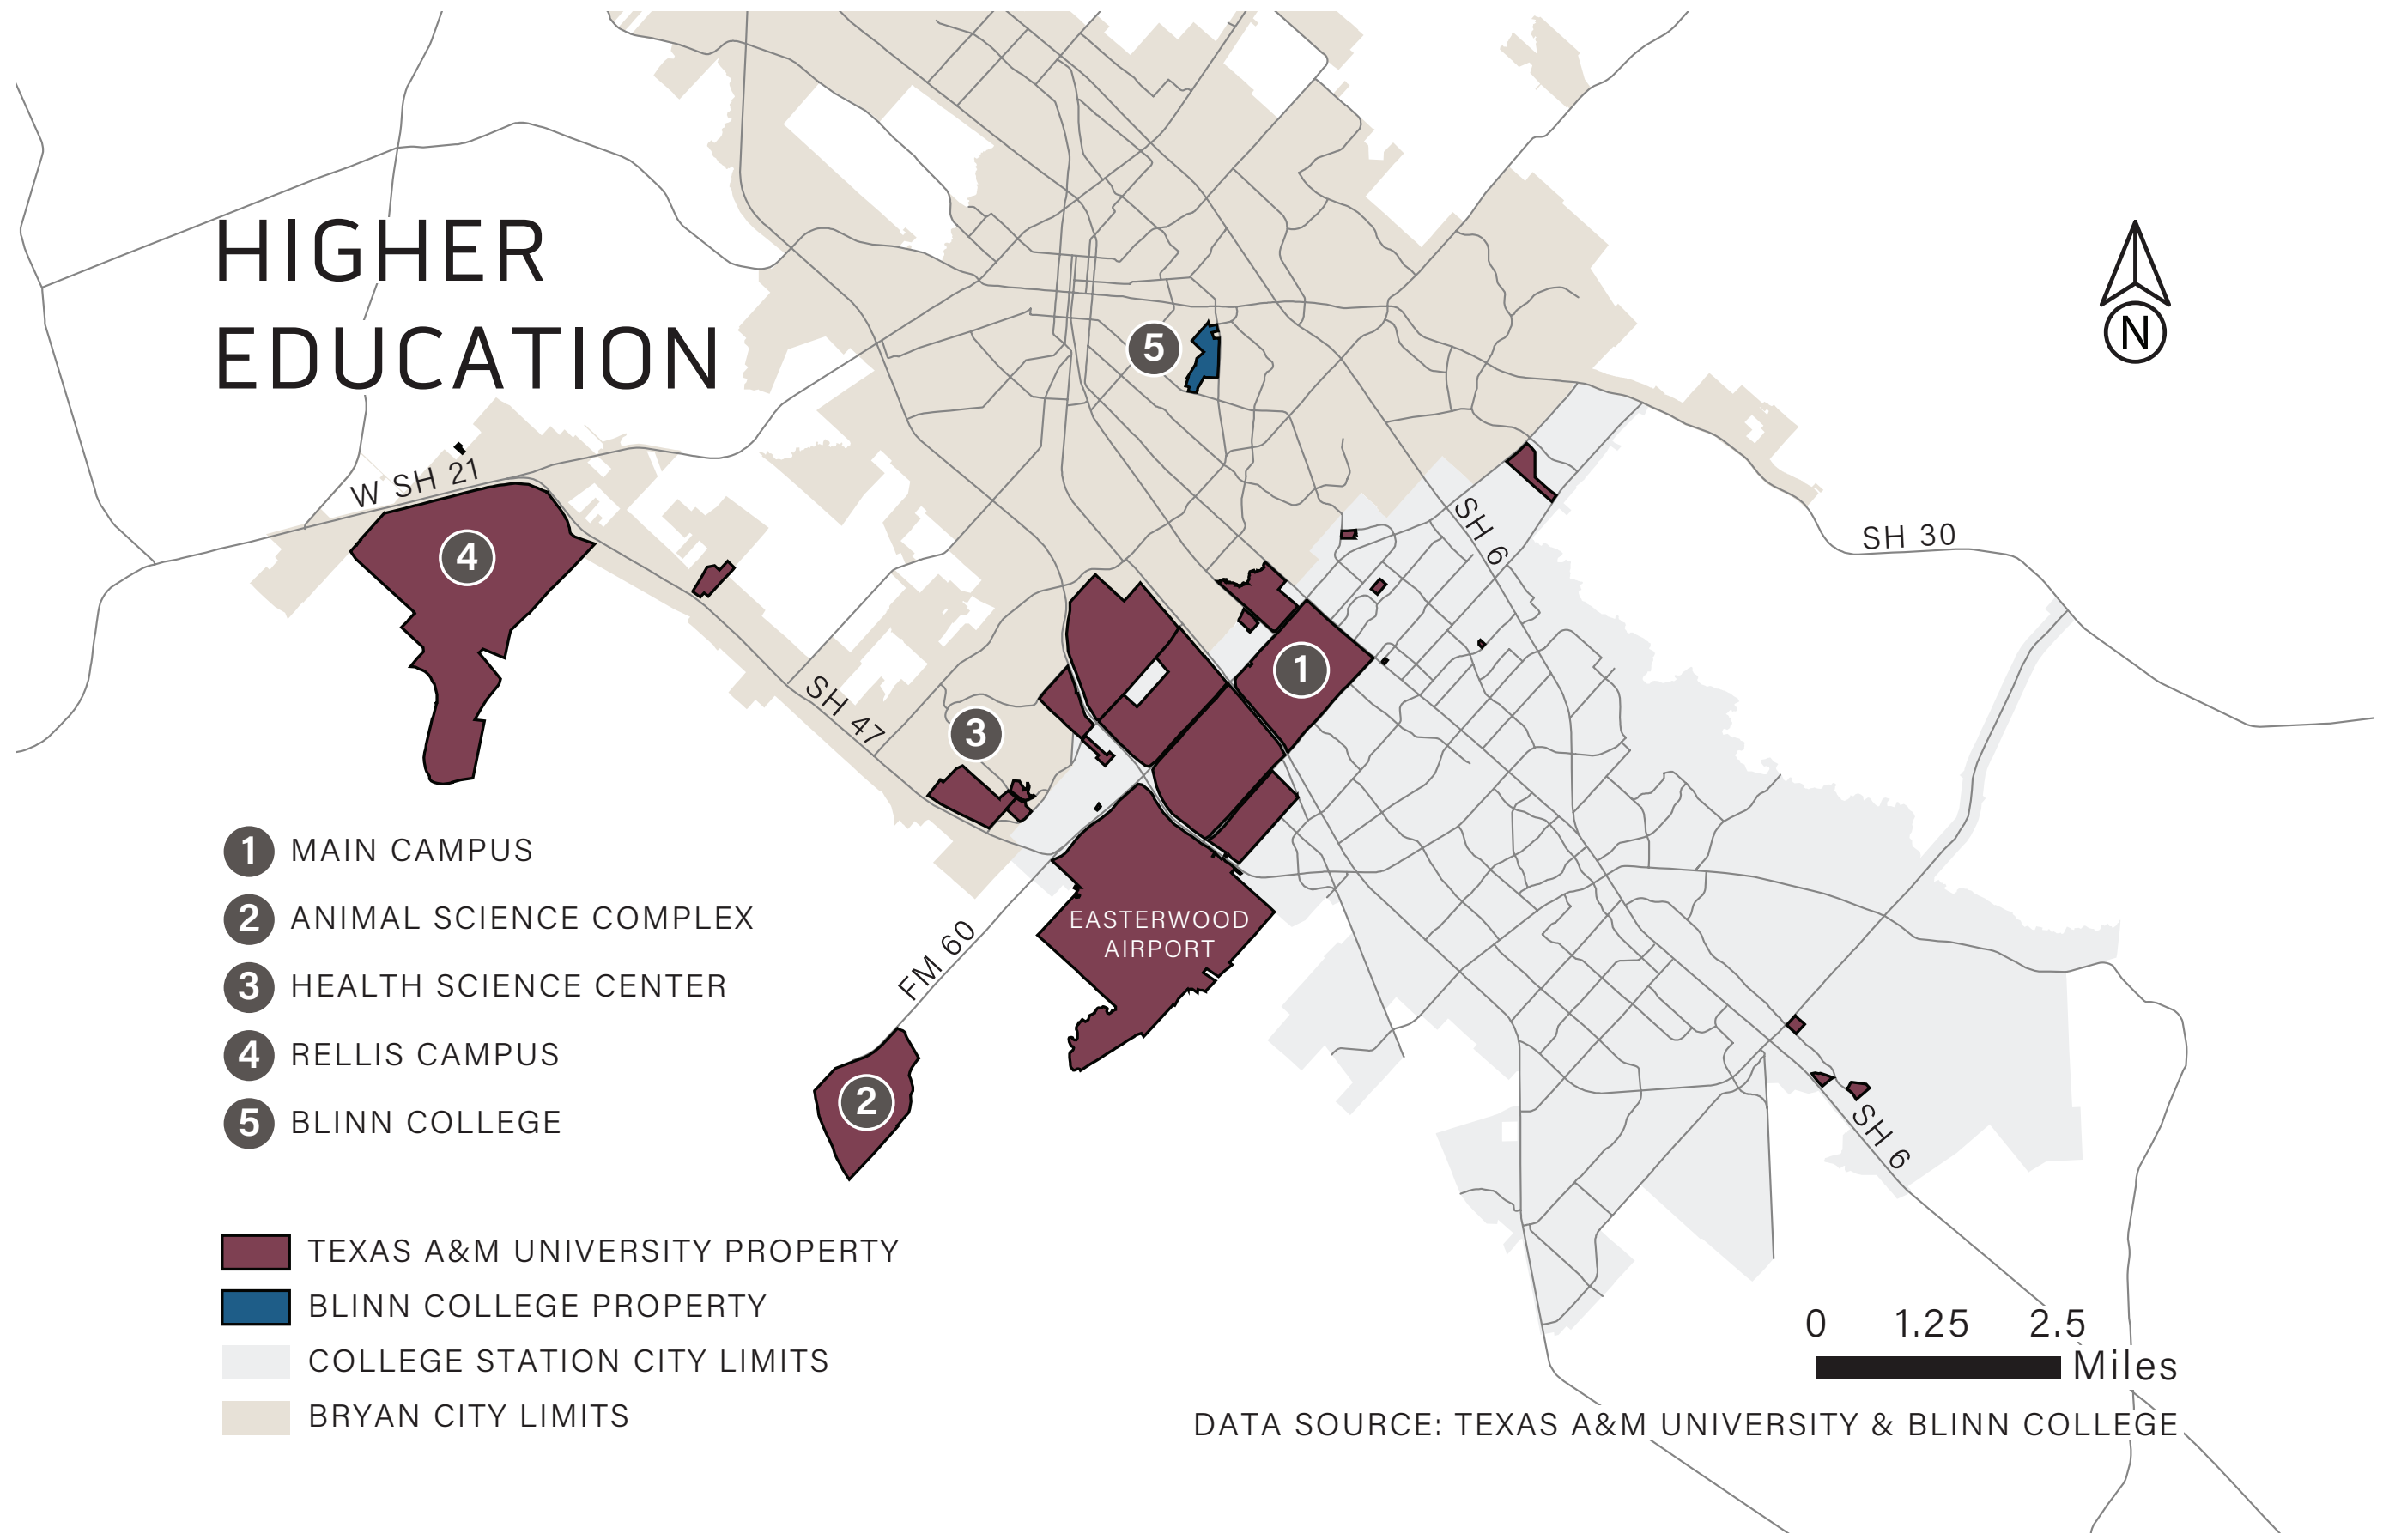 HIGHER
EDUCATION
N
5
W SH 21
4
SH 6
SH 30
1
SH 47
3
EASTERWOOD
AIRPORT
FM 60
2
SH 6
1 MAIN CAMPUS
2 ANIMAL SCIENCE COMPLEX
3 HEALTH SCIENCE CENTER
4 RELLIS CAMPUS
5 BLINN COLLEGE
TEXAS A&M UNIVERSITY PROPERTY
BLINN COLLEGE PROPERTY
COLLEGE STATION CITY LIMITS
BRYAN CITY LIMITS
0 1.25 2.5
Miles
DATA SOURCE: TEXAS A&M UNIVERSITY & BLINN COLLEGE